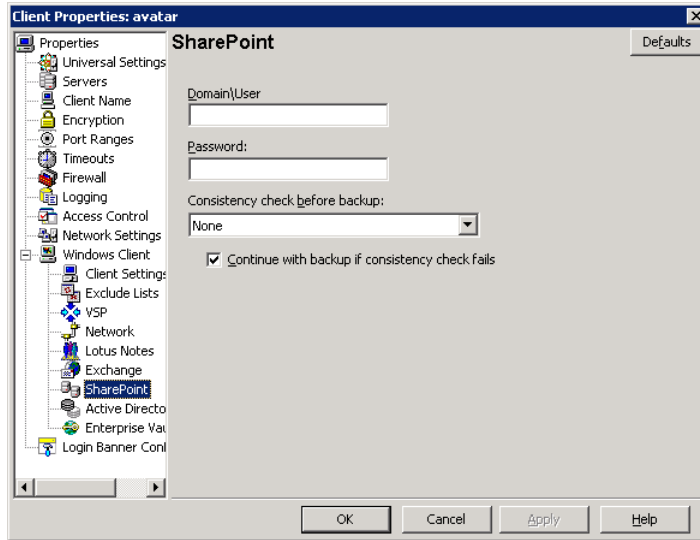 Client Properties: avatar
Properties
Universal Settings
Servers
Client Name
Encryption
Port Ranges
Timeouts
Firewall
Logging
Access Control
Network Settings
Windows Client
Client Settings
Exclude Lists
VSP
Network
Lotus Notes
Exchange
SharePoint
Active Directo
Enterprise Vau
Login Banner Conf
SharePoint
Defaults
Domain\User
Password:
Consistency check before backup:
None
Continue with backup if consistency check fails
OK
Cancel
Apply
Help